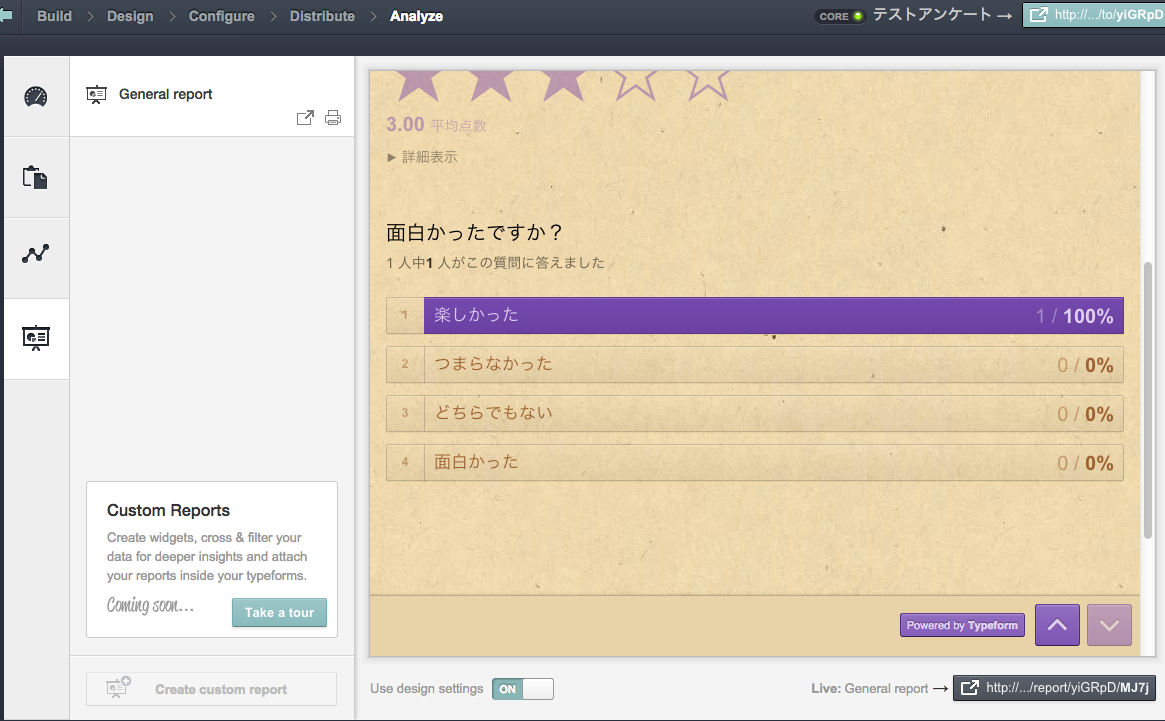 Build > Design > Configure > Distribute > Analyze
CORE テストアンケート → http://.../to/yiGRpD
General report
3.00 平均点数
▶ 詳細表示
面白かったですか？
1 人中1 人がこの質問に答えました
1 楽しかった 1 / 100%
2 つまらなかった 0 / 0%
3 どちらでもない 0 / 0%
4 面白かった 0 / 0%
Custom Reports
Create widgets, cross & filter your
data for deeper insights and attach
your reports inside your typeforms.
Coming soon...
Take a tour
Powered by Typeform
Create custom report
Use design settings ON
Live: General report → http://.../report/yiGRpD/MJ7j